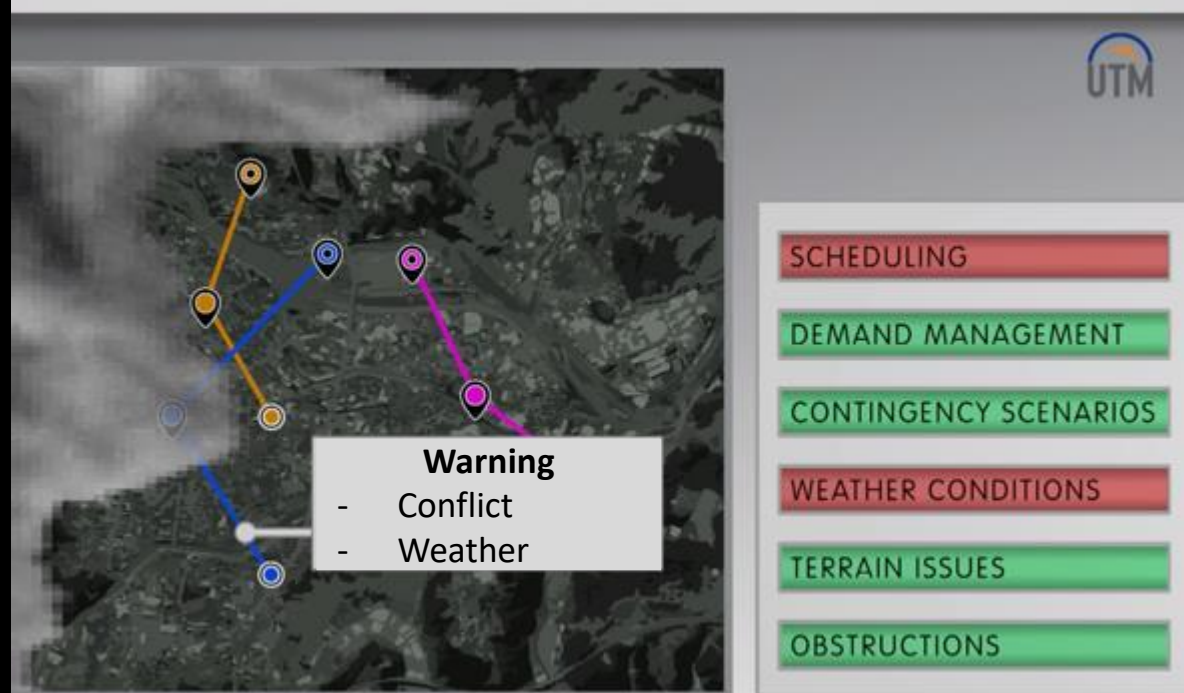 UTM
SCHEDULING
DEMAND MANAGEMENT
CONTINGENCY SCENARIOS
WEATHER CONDITIONS
TERRAIN ISSUES
OBSTRUCTIONS
Warning
- Conflict
- Weather